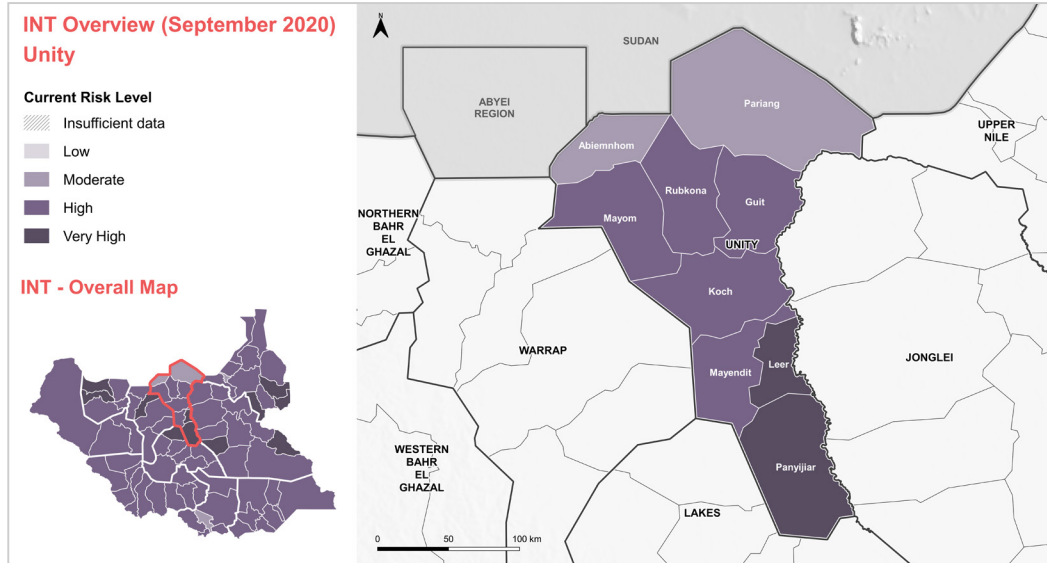 INT Overview (September 2020)
Unity
Current Risk Level
Insufficient data
Low
Moderate
High
Very High
INT - Overall Map
N
SUDAN
ABYEI
REGION
Pariang
UPPER
NILE
Abiemnhom
Rubkona
Guit
NORTHERN
BAHR
EL
GHAZAL
Mayom
UNITY
Koch
WARRAP
Mayendit
Leer
JONGLEI
WESTERN
BAHR
EL
GHAZAL
Panyijiar
LAKES
0 50 100 km